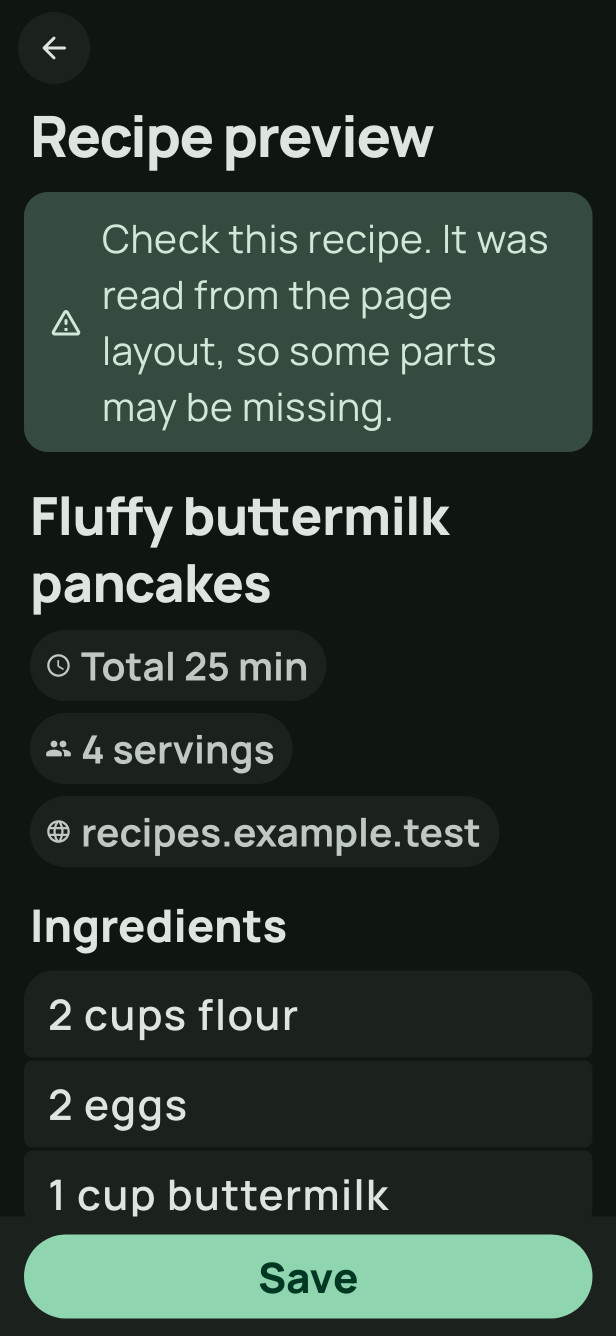 Recipe preview
Check this recipe. It was
read from the page
layout, so some parts
may be missing.
Fluffy buttermilk
pancakes
Total 25 min
4 servings
recipes.example.test
Ingredients
2 cups flour
2 eggs
1 cup buttermilk
Save